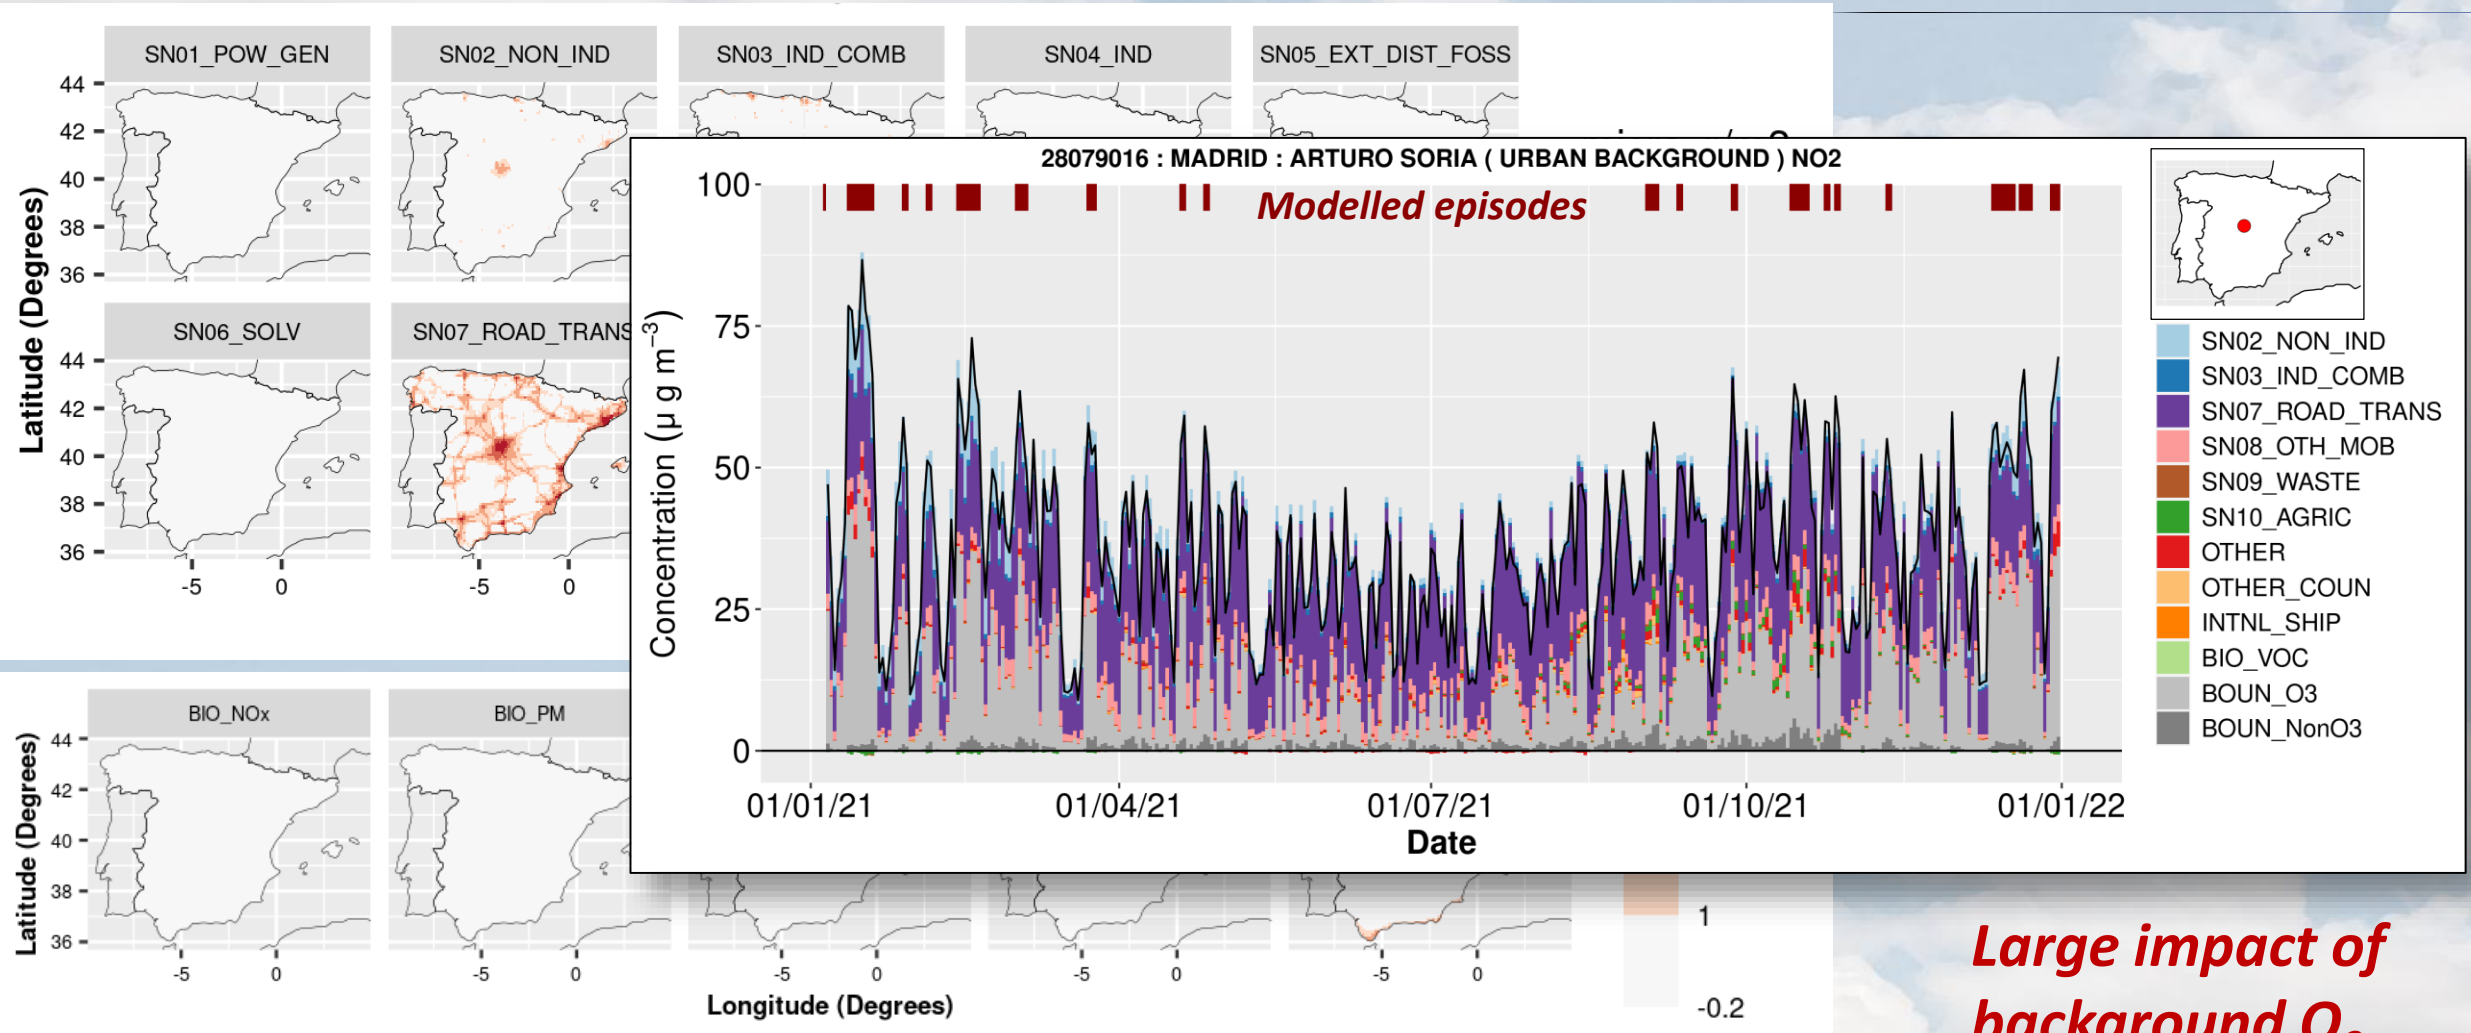 SN01_POW_GEN
SN02_NON_IND
SN03_IND_COMB
SN04_IND
SN05_EXT_DIST_FOSS
44
42
40
38
36
Latitude (Degrees)
SN06_SOLV
SN07_ROAD_TRANS
44
42
40
38
36
-5
0
-5
0
28079016 : MADRID : ARTURO SORIA ( URBAN BACKGROUND ) NO2
Modelled episodes
Concentration (µ g m⁻³)
100
75
50
25
0
01/01/21
01/04/21
01/07/21
01/10/21
01/01/22
Date
SN02_NON_IND
SN03_IND_COMB
SN07_ROAD_TRANS
SN08_OTH_MOB
SN09_WASTE
SN10_AGRIC
OTHER
OTHER_COUN
INTNL_SHIP
BIO_VOC
BOUN_O3
BOUN_NonO3
BIO_NOx
BIO_PM
Latitude (Degrees)
44
42
40
38
36
-5
0
-5
0
-5
0
-5
0
-5
0
Longitude (Degrees)
1
-0.2
Large impact of
background O₃